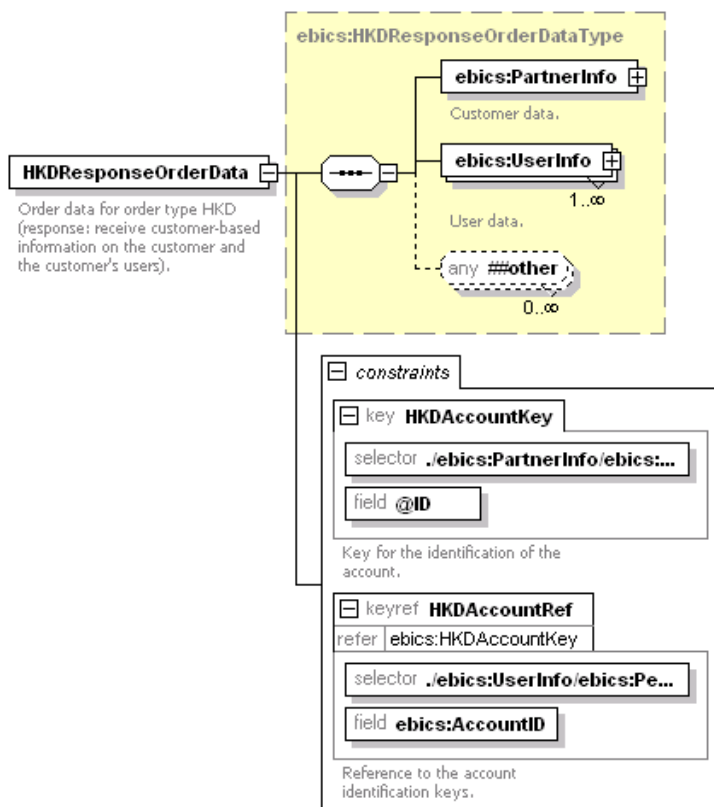 ebics:HKDResponseOrderDataType
ebics:PartnerInfo
Customer data.
HKDResponseOrderData
ebics:UserInfo
1..∞
Order data for order type HKD
(response: receive customer-based
information on the customer and
the customer's users).
User data.
any ##other
0..∞
constraints
key HKDAccountKey
selector ./ebics:PartnerInfo/ebics:...
field @ID
Key for the identification of the
account.
keyref HKDAccountRef
refer ebics:HKDAccountKey
selector ./ebics:UserInfo/ebics:Pe...
field ebics:AccountID
Reference to the account
identification keys.